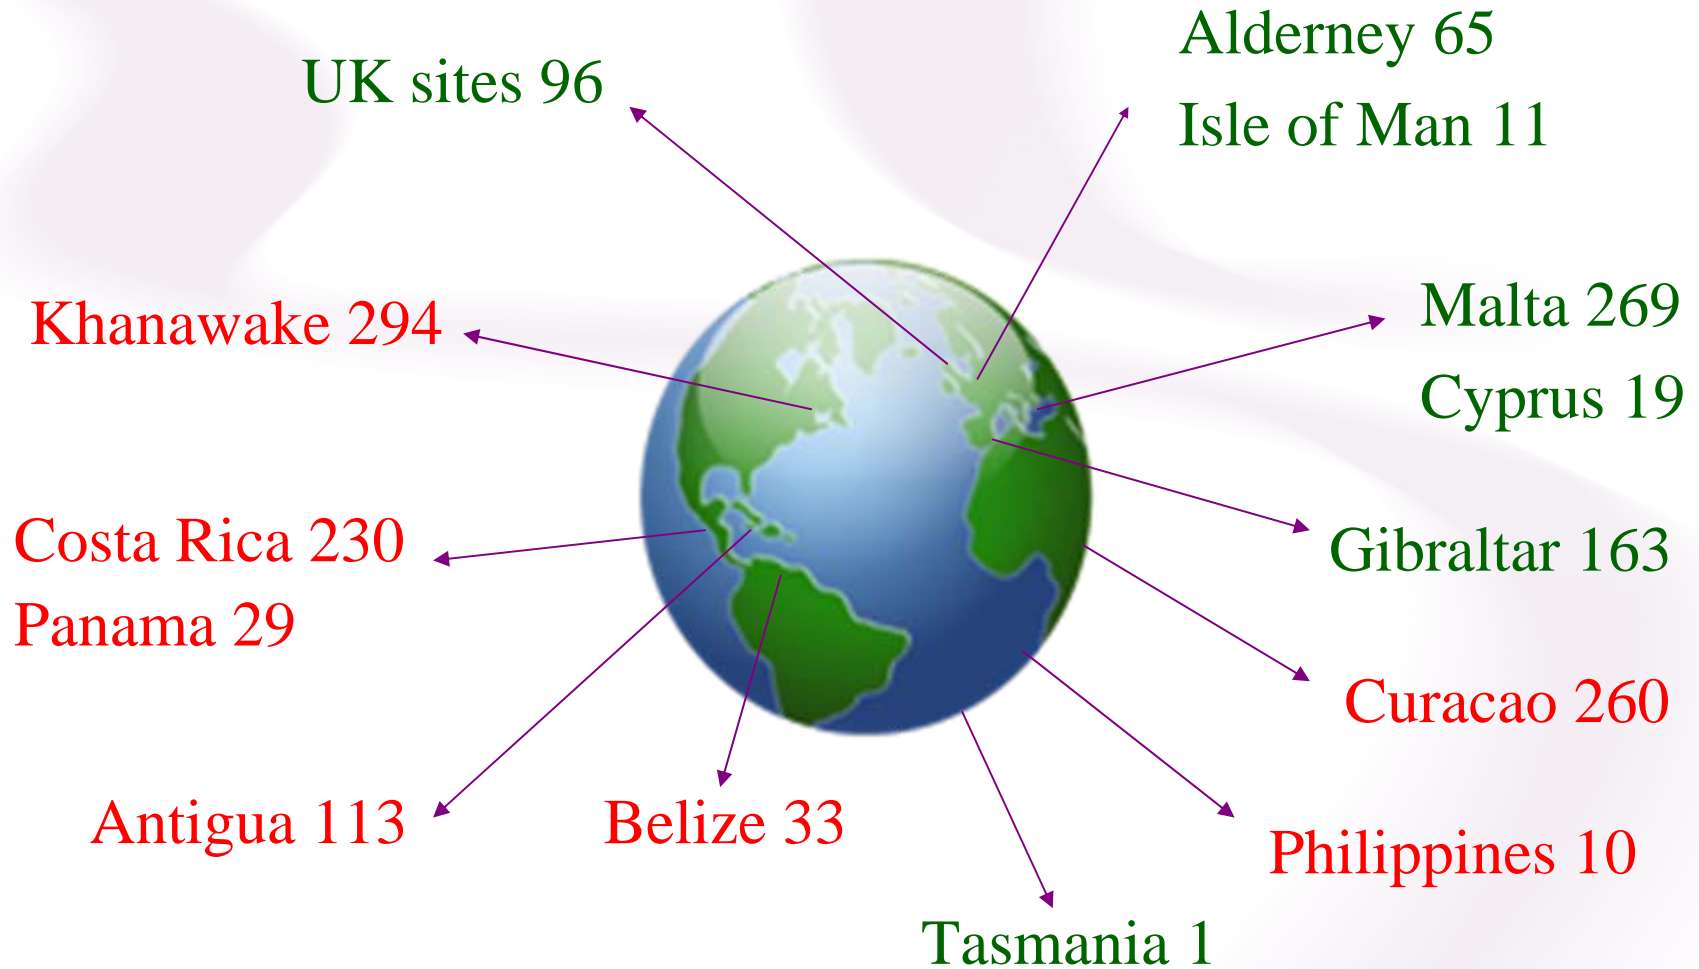 Alderney 65
UK sites 96
Isle of Man 11
Malta 269
Khanawake 294
Cyprus 19
Costa Rica 230
Gibraltar 163
Panama 29
Curacao 260
Antigua 113
Belize 33
Philippines 10
Tasmania 1